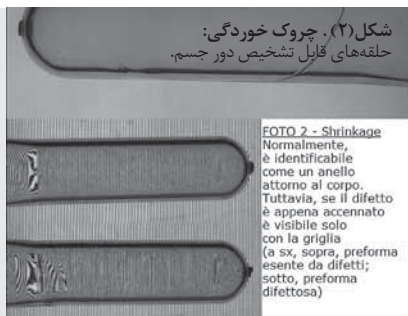 شکل(۲). چروک خوردگی:
حلقه‌های قابل تشخیص دور جسم.
FOTO 2 - Shrinkage
Normalmente,
è identificabile
come un anello
attorno al corpo.
Tuttavia, se il difetto
è appena accennato
è visibile solo
con la griglia
(a sx, sopra, preforma
esente da difetti;
sotto, preforma
difettosa)